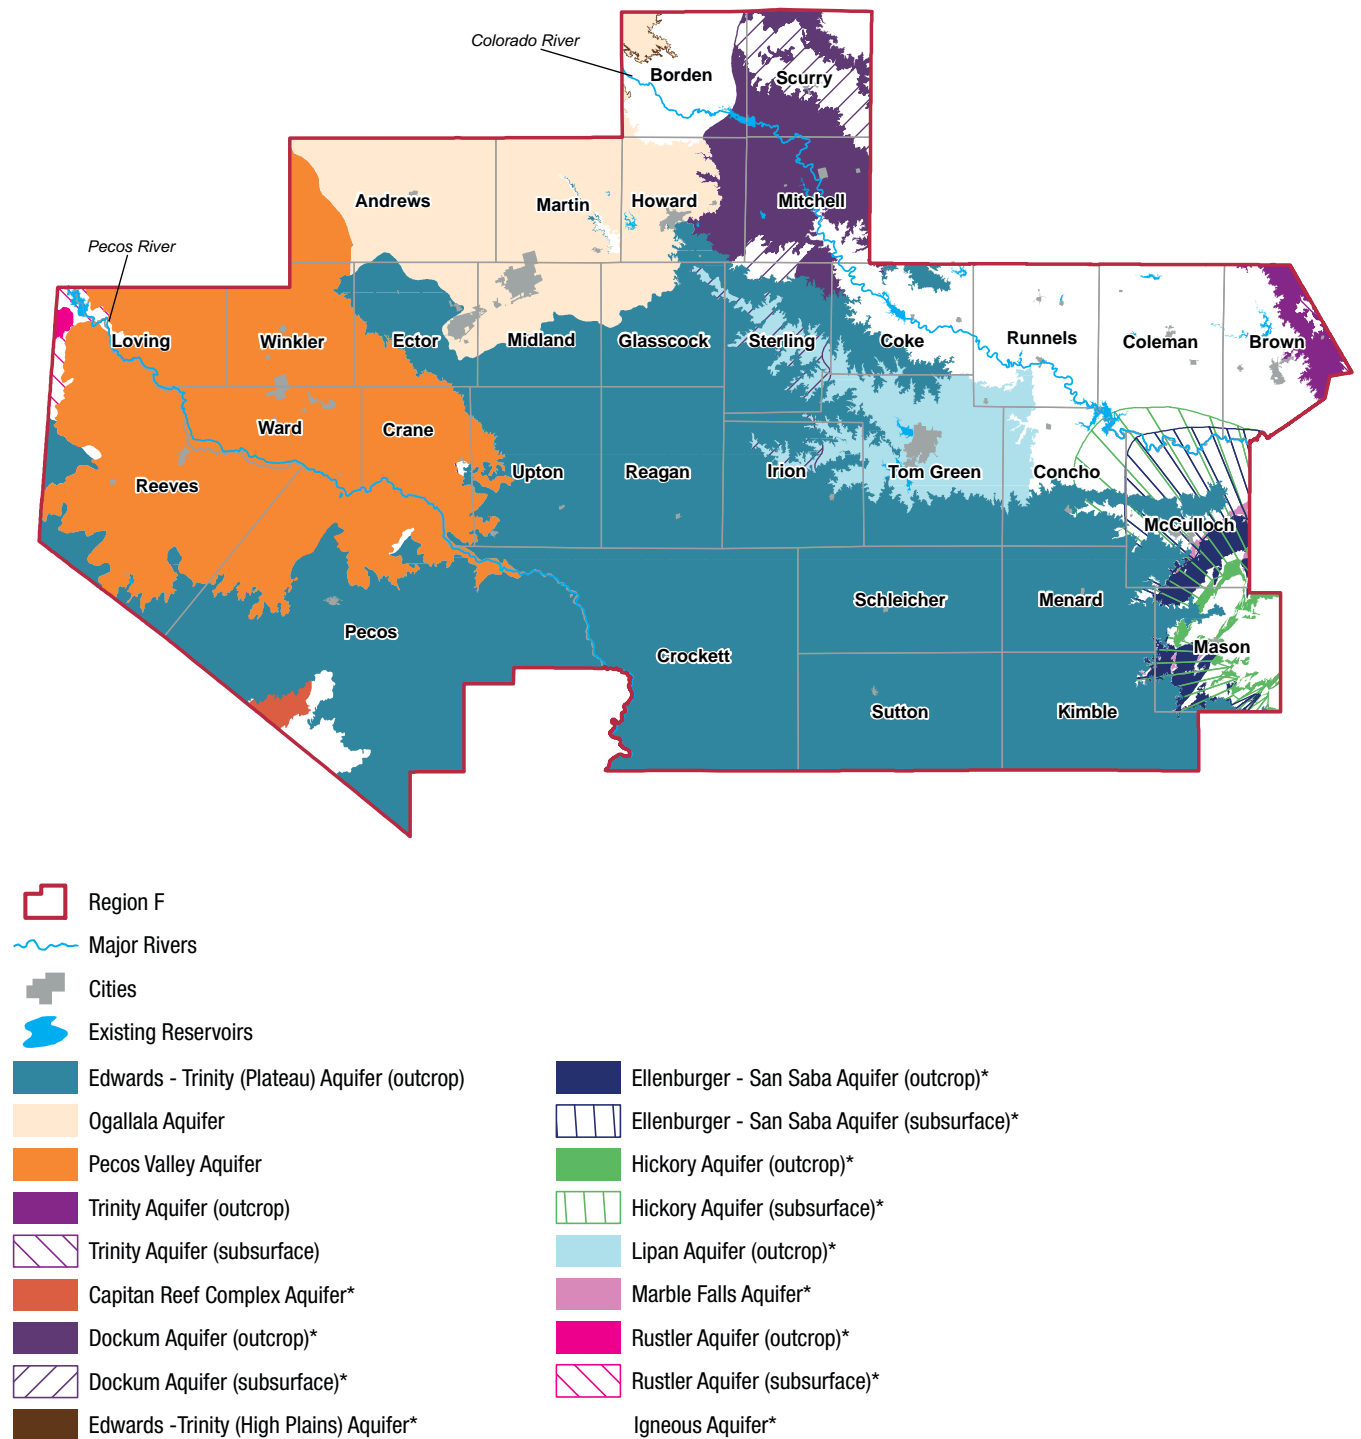 Colorado River
Borden
Scurry
Andrews
Martin
Howard
Mitchell
Pecos River
Loving
Winkler
Ector
Midland
Glasscock
Sterling
Coke
Runnels
Coleman
Brown
Ward
Crane
Reeves
Upton
Reagan
Irion
Tom Green
Concho
McCulloch
Schleicher
Menard
Pecos
Crockett
Mason
Sutton
Kimble
Region F
Major Rivers
Cities
Existing Reservoirs
Edwards - Trinity (Plateau) Aquifer (outcrop)
Ogallala Aquifer
Pecos Valley Aquifer
Trinity Aquifer (outcrop)
Trinity Aquifer (subsurface)
Capitan Reef Complex Aquifer*
Dockum Aquifer (outcrop)*
Dockum Aquifer (subsurface)*
Edwards -Trinity (High Plains) Aquifer*
Ellenburger - San Saba Aquifer (outcrop)*
Ellenburger - San Saba Aquifer (subsurface)*
Hickory Aquifer (outcrop)*
Hickory Aquifer (subsurface)*
Lipan Aquifer (outcrop)*
Marble Falls Aquifer*
Rustler Aquifer (outcrop)*
Rustler Aquifer (subsurface)*
Igneous Aquifer*